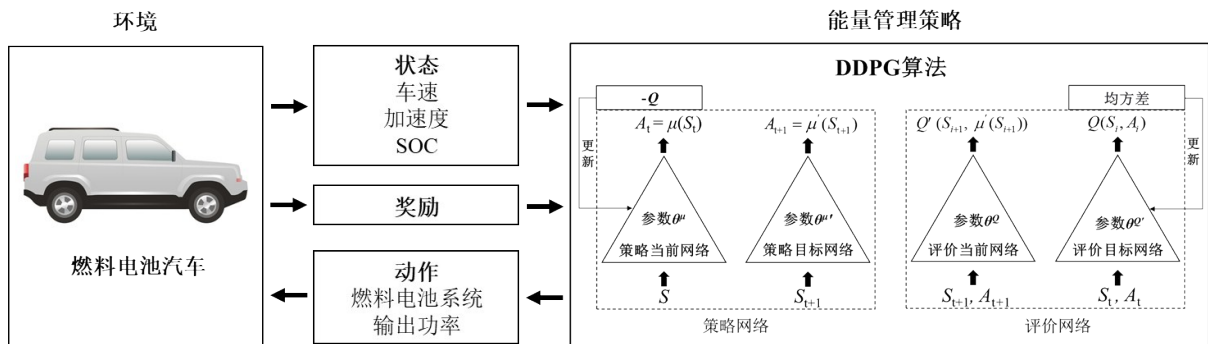 环境
能量管理策略
燃料电池汽车
状态
车速
加速度
SOC
奖励
动作
燃料电池系统
输出功率
DDPG算法
-Q
均方差
A_t = μ(S_t)
A_{t+1} = μ'(S_{t+1})
Q' (S_{i+1}, μ'(S_{i+1}))
Q(S_i, A_i)
更新
更新
参数θ^μ
策略当前网络
参数θ^{μ'}
策略目标网络
参数θ^Q
评价当前网络
参数θ^{Q'}
评价目标网络
S
S_{t+1}
S_{t+1}, A_{t+1}
S_t, A_t
策略网络
评价网络